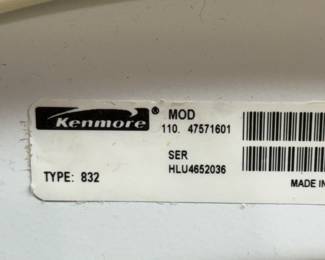 Kenmore ® MOD
110. 47571601
SER
HLU4652036
TYPE: 832
MADE IN